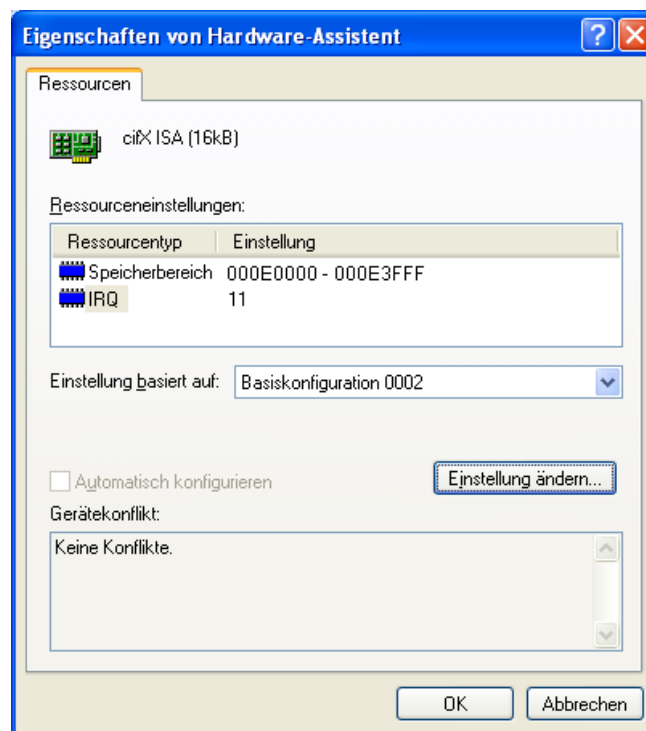 Eigenschaften von Hardware-Assistent
Ressourcen
cifX ISA (16kB)
Ressourceneinstellungen:
Ressourcentyp Einstellung
Speicherbereich 000E0000 - 000E3FFF
IRQ 11
Einstellung basiert auf: Basiskonfiguration 0002
Automatisch konfigurieren Einstellung ändern...
Gerätekonflikt:
Keine Konflikte.
OK Abbrechen